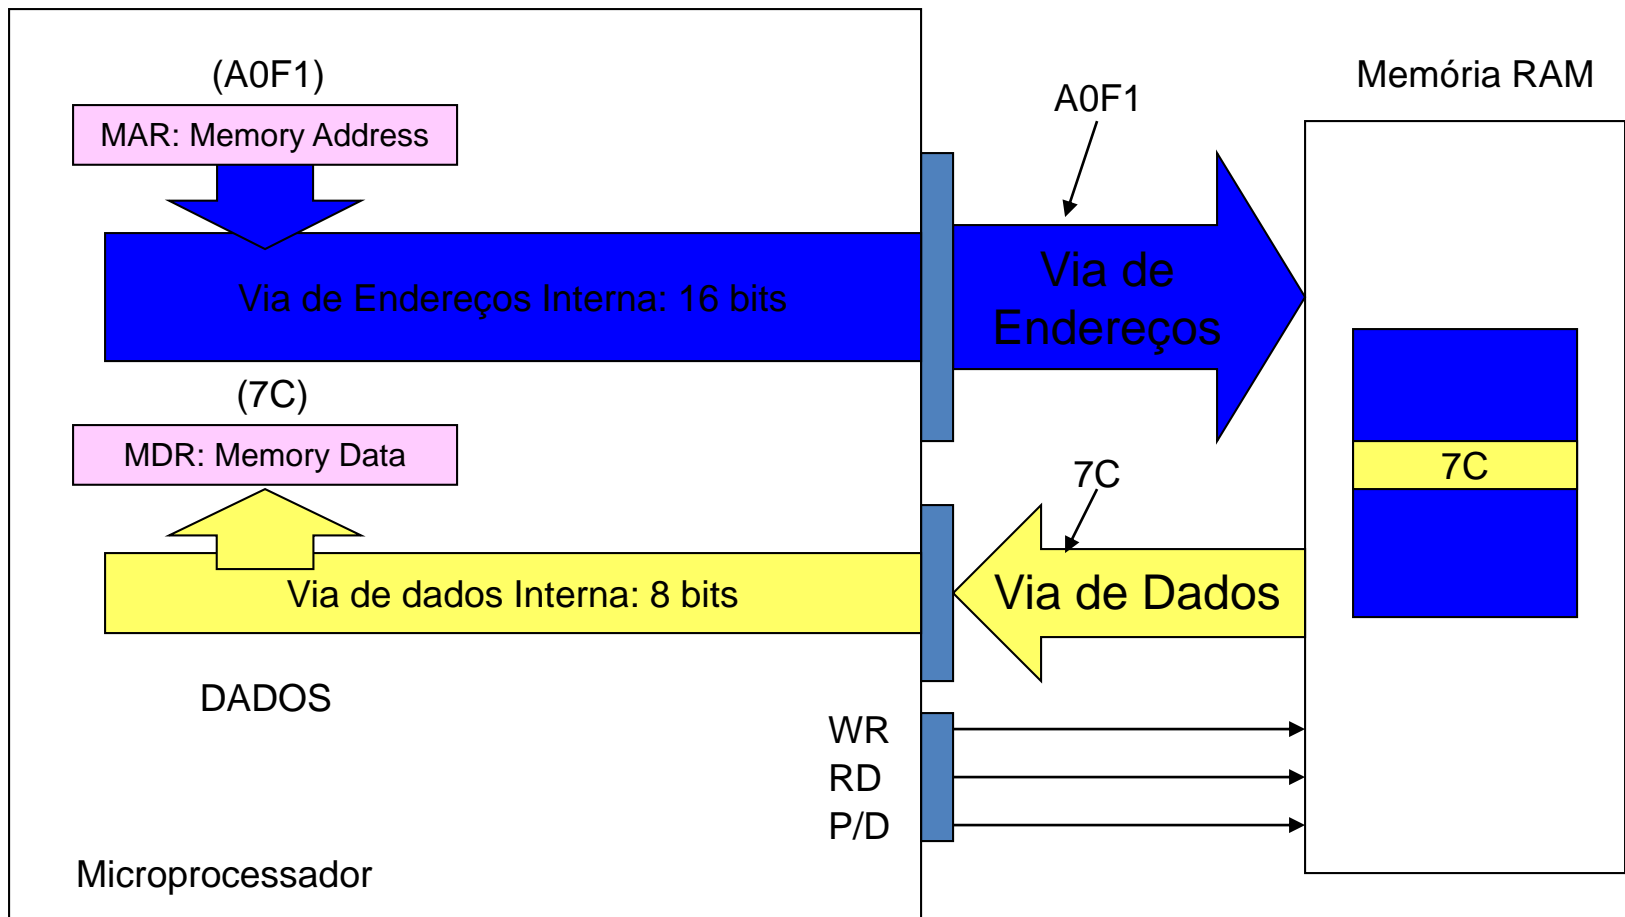 (A0F1)
MAR: Memory Address
Via de Endereços Interna: 16 bits
(7C)
MDR: Memory Data
Via de dados Interna: 8 bits
DADOS
WR
RD
P/D
Microprocessador
A0F1
Via de
Endereços
7C
Via de Dados
Memória RAM
7C